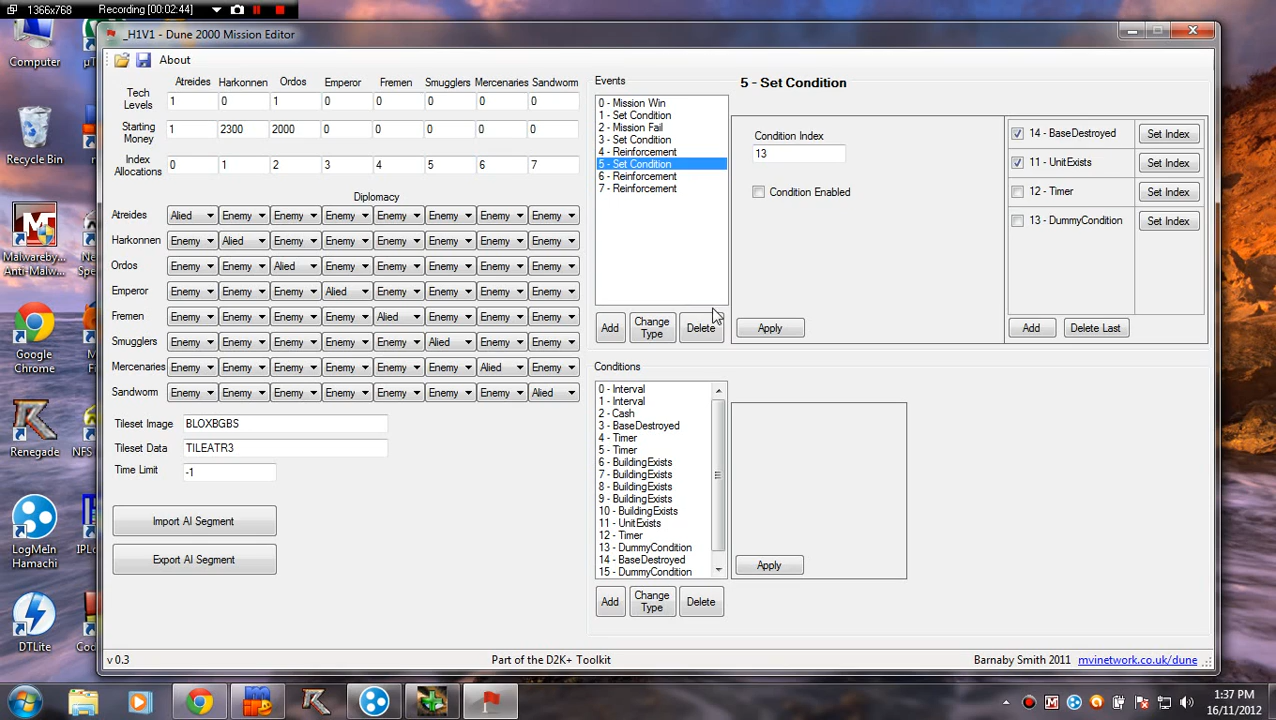 1366x768
Recording [00:02:44]
_H1V1 - Dune 2000 Mission Editor
About
Computer
Recycle Bin
Malwareby...
Anti-Malw...
Google
Chrome
Renegade
NFS
LogMeIn
Hamachi
IPL
DTLite
Cod
Atreides Harkonnen Ordos Emperor Fremen Smugglers Mercenaries Sandworm
Tech
Levels
1 0 1 0 0 0 0 0
Starting
Money
1 2300 2000 0 0 0 0 0
Index
Allocations
0 1 2 3 4 5 6 7
Diplomacy
Atreides Alied Enemy Enemy Enemy Enemy Enemy Enemy Enemy
Harkonnen Enemy Alied Enemy Enemy Enemy Enemy Enemy Enemy
Ordos Enemy Enemy Alied Enemy Enemy Enemy Enemy Enemy
Emperor Enemy Enemy Enemy Alied Enemy Enemy Enemy Enemy
Fremen Enemy Enemy Enemy Enemy Alied Enemy Enemy Enemy
Smugglers Enemy Enemy Enemy Enemy Enemy Alied Enemy Enemy
Mercenaries Enemy Enemy Enemy Enemy Enemy Enemy Alied Enemy
Sandworm Enemy Enemy Enemy Enemy Enemy Enemy Enemy Alied
Tileset Image BLOXBGBS
Tileset Data TILEATR3
Time Limit -1
Import AI Segment
Export AI Segment
Events
0 - Mission Win
1 - Set Condition
2 - Mission Fail
3 - Set Condition
4 - Reinforcement
5 - Set Condition
6 - Reinforcement
7 - Reinforcement
Add
Change
Type
Delete
5 - Set Condition
Condition Index
13
Condition Enabled
Apply
14 - BaseDestroyed Set Index
11 - UnitExists Set Index
12 - Timer Set Index
13 - DummyCondition Set Index
Add Delete Last
Conditions
0 - Interval
1 - Interval
2 - Cash
3 - BaseDestroyed
4 - Timer
5 - Timer
6 - BuildingExists
7 - BuildingExists
8 - BuildingExists
9 - BuildingExists
10 - BuildingExists
11 - UnitExists
12 - Timer
13 - DummyCondition
14 - BaseDestroyed
15 - DummyCondition
Apply
Add
Change
Type
Delete
v 0.3
Part of the D2K+ Toolkit
Barnaby Smith 2011 mvinetwork.co.uk/dune
1:37 PM
16/11/2012